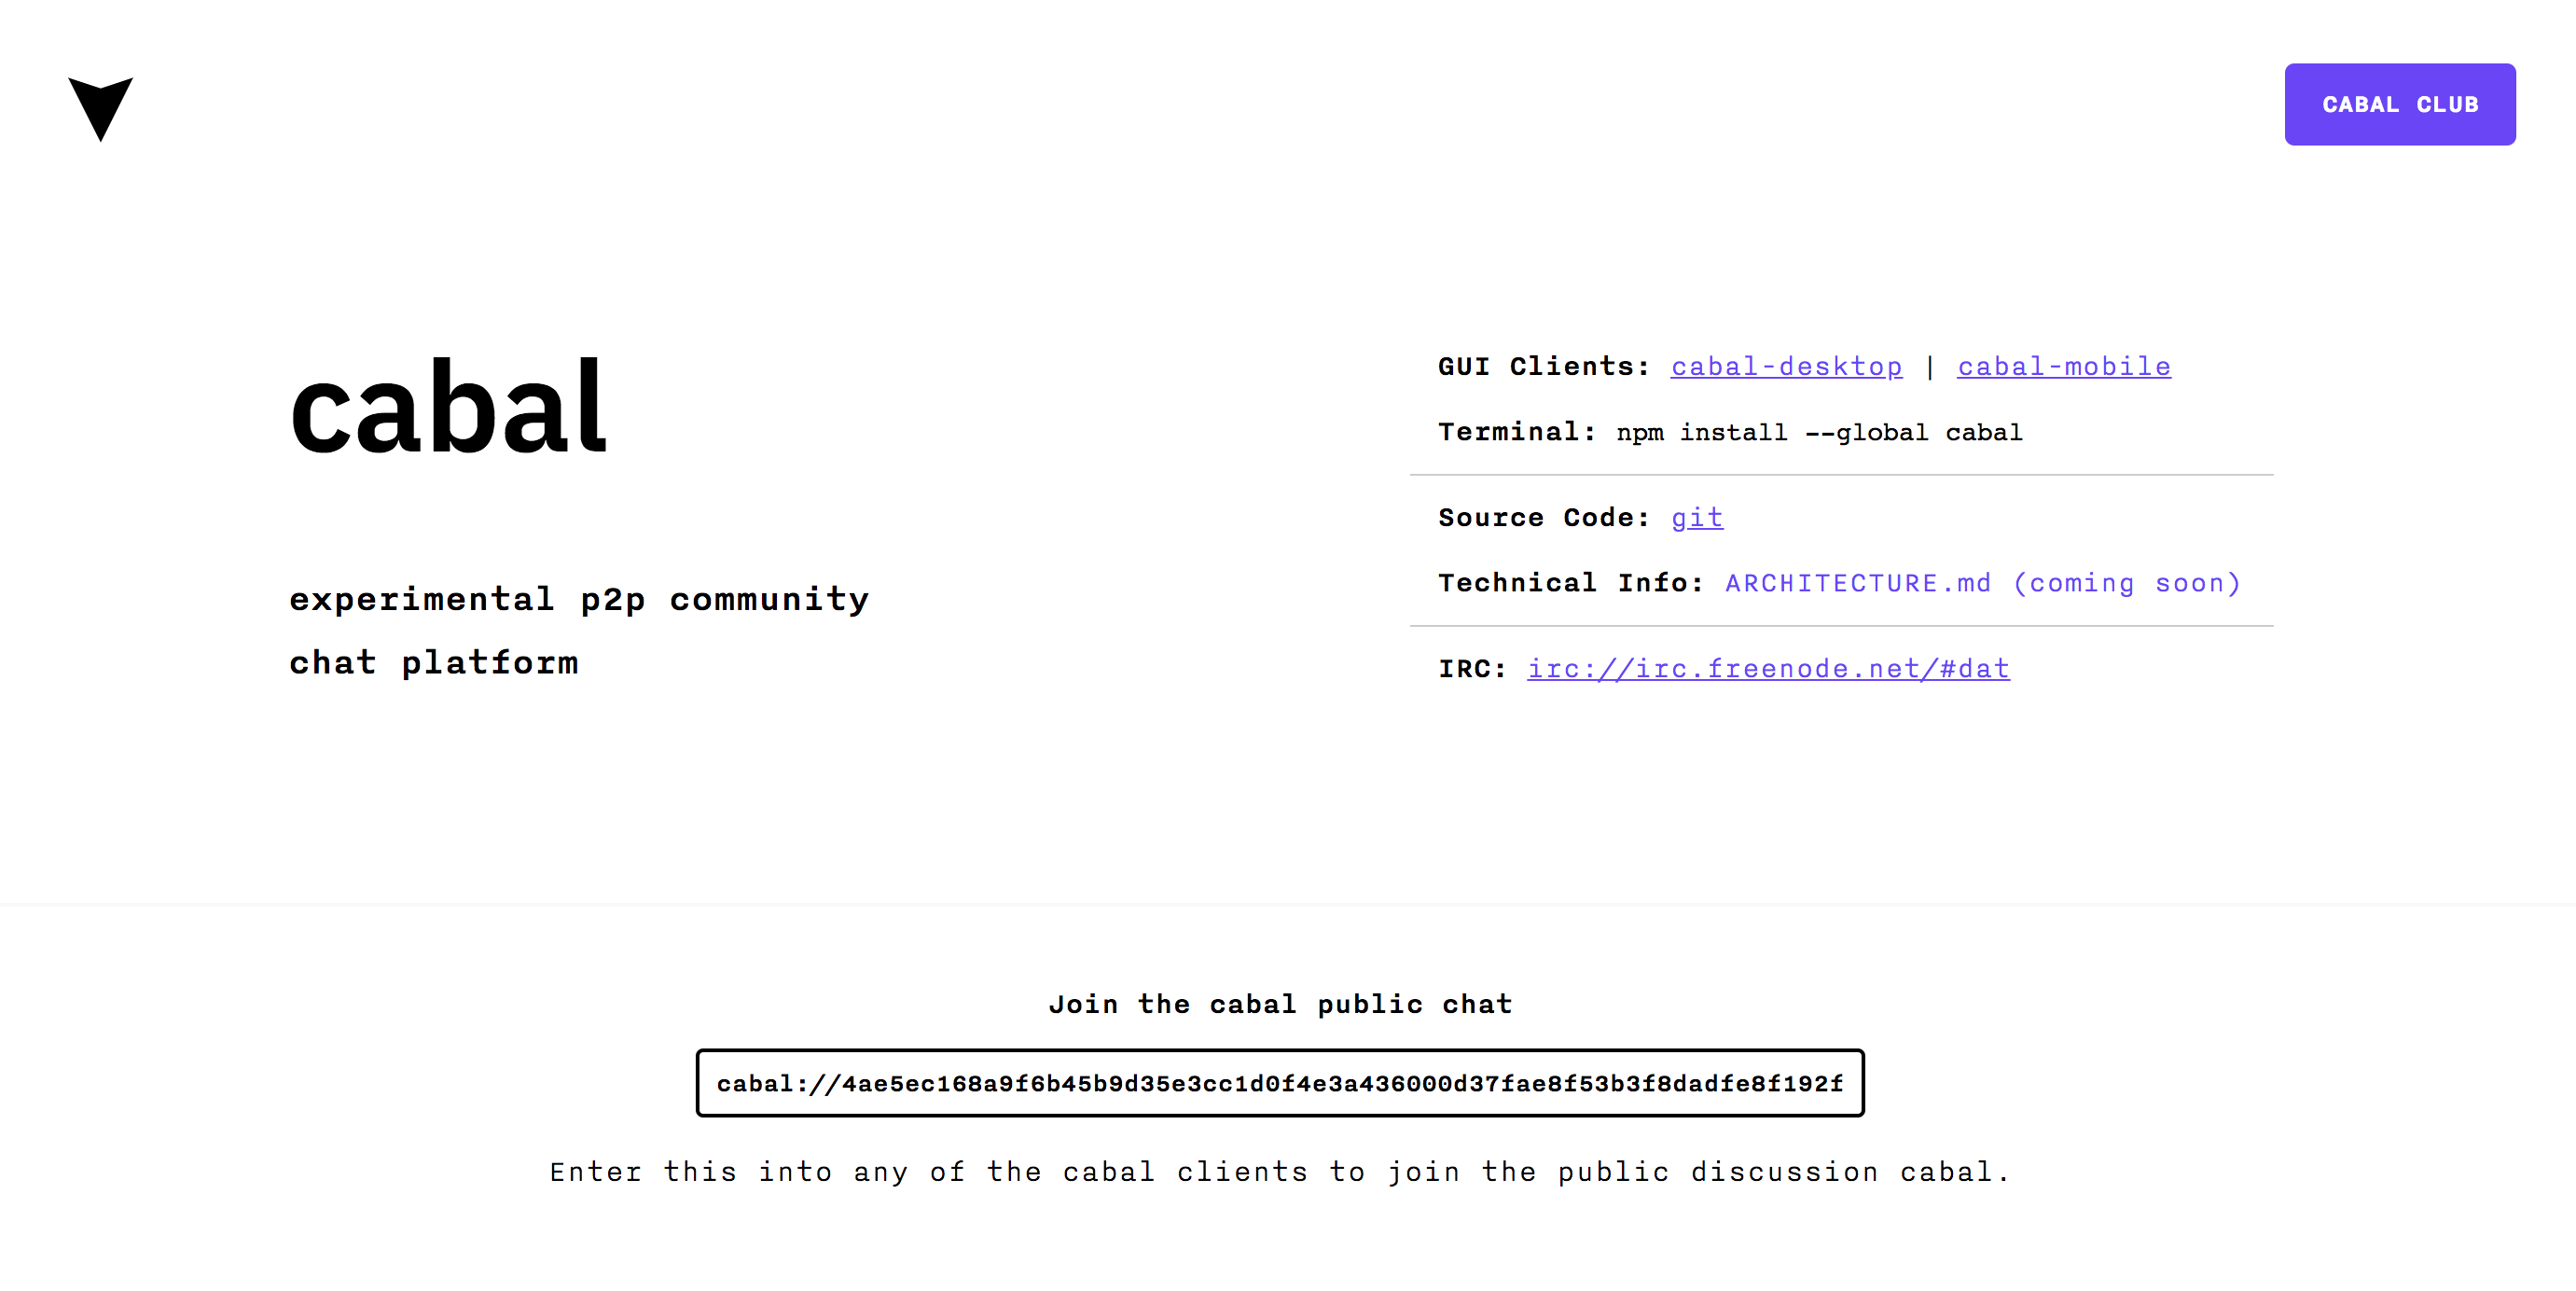 CABAL CLUB
cabal
experimental p2p community
chat platform
GUI Clients: cabal-desktop | cabal-mobile
Terminal: npm install --global cabal
Source Code: git
Technical Info: ARCHITECTURE.md (coming soon)
IRC: irc://irc.freenode.net/#dat
Join the cabal public chat
cabal://4ae5ec168a9f6b45b9d35e3cc1d0f4e3a436000d37fae8f53b3f8dadfe8f192f
Enter this into any of the cabal clients to join the public discussion cabal.